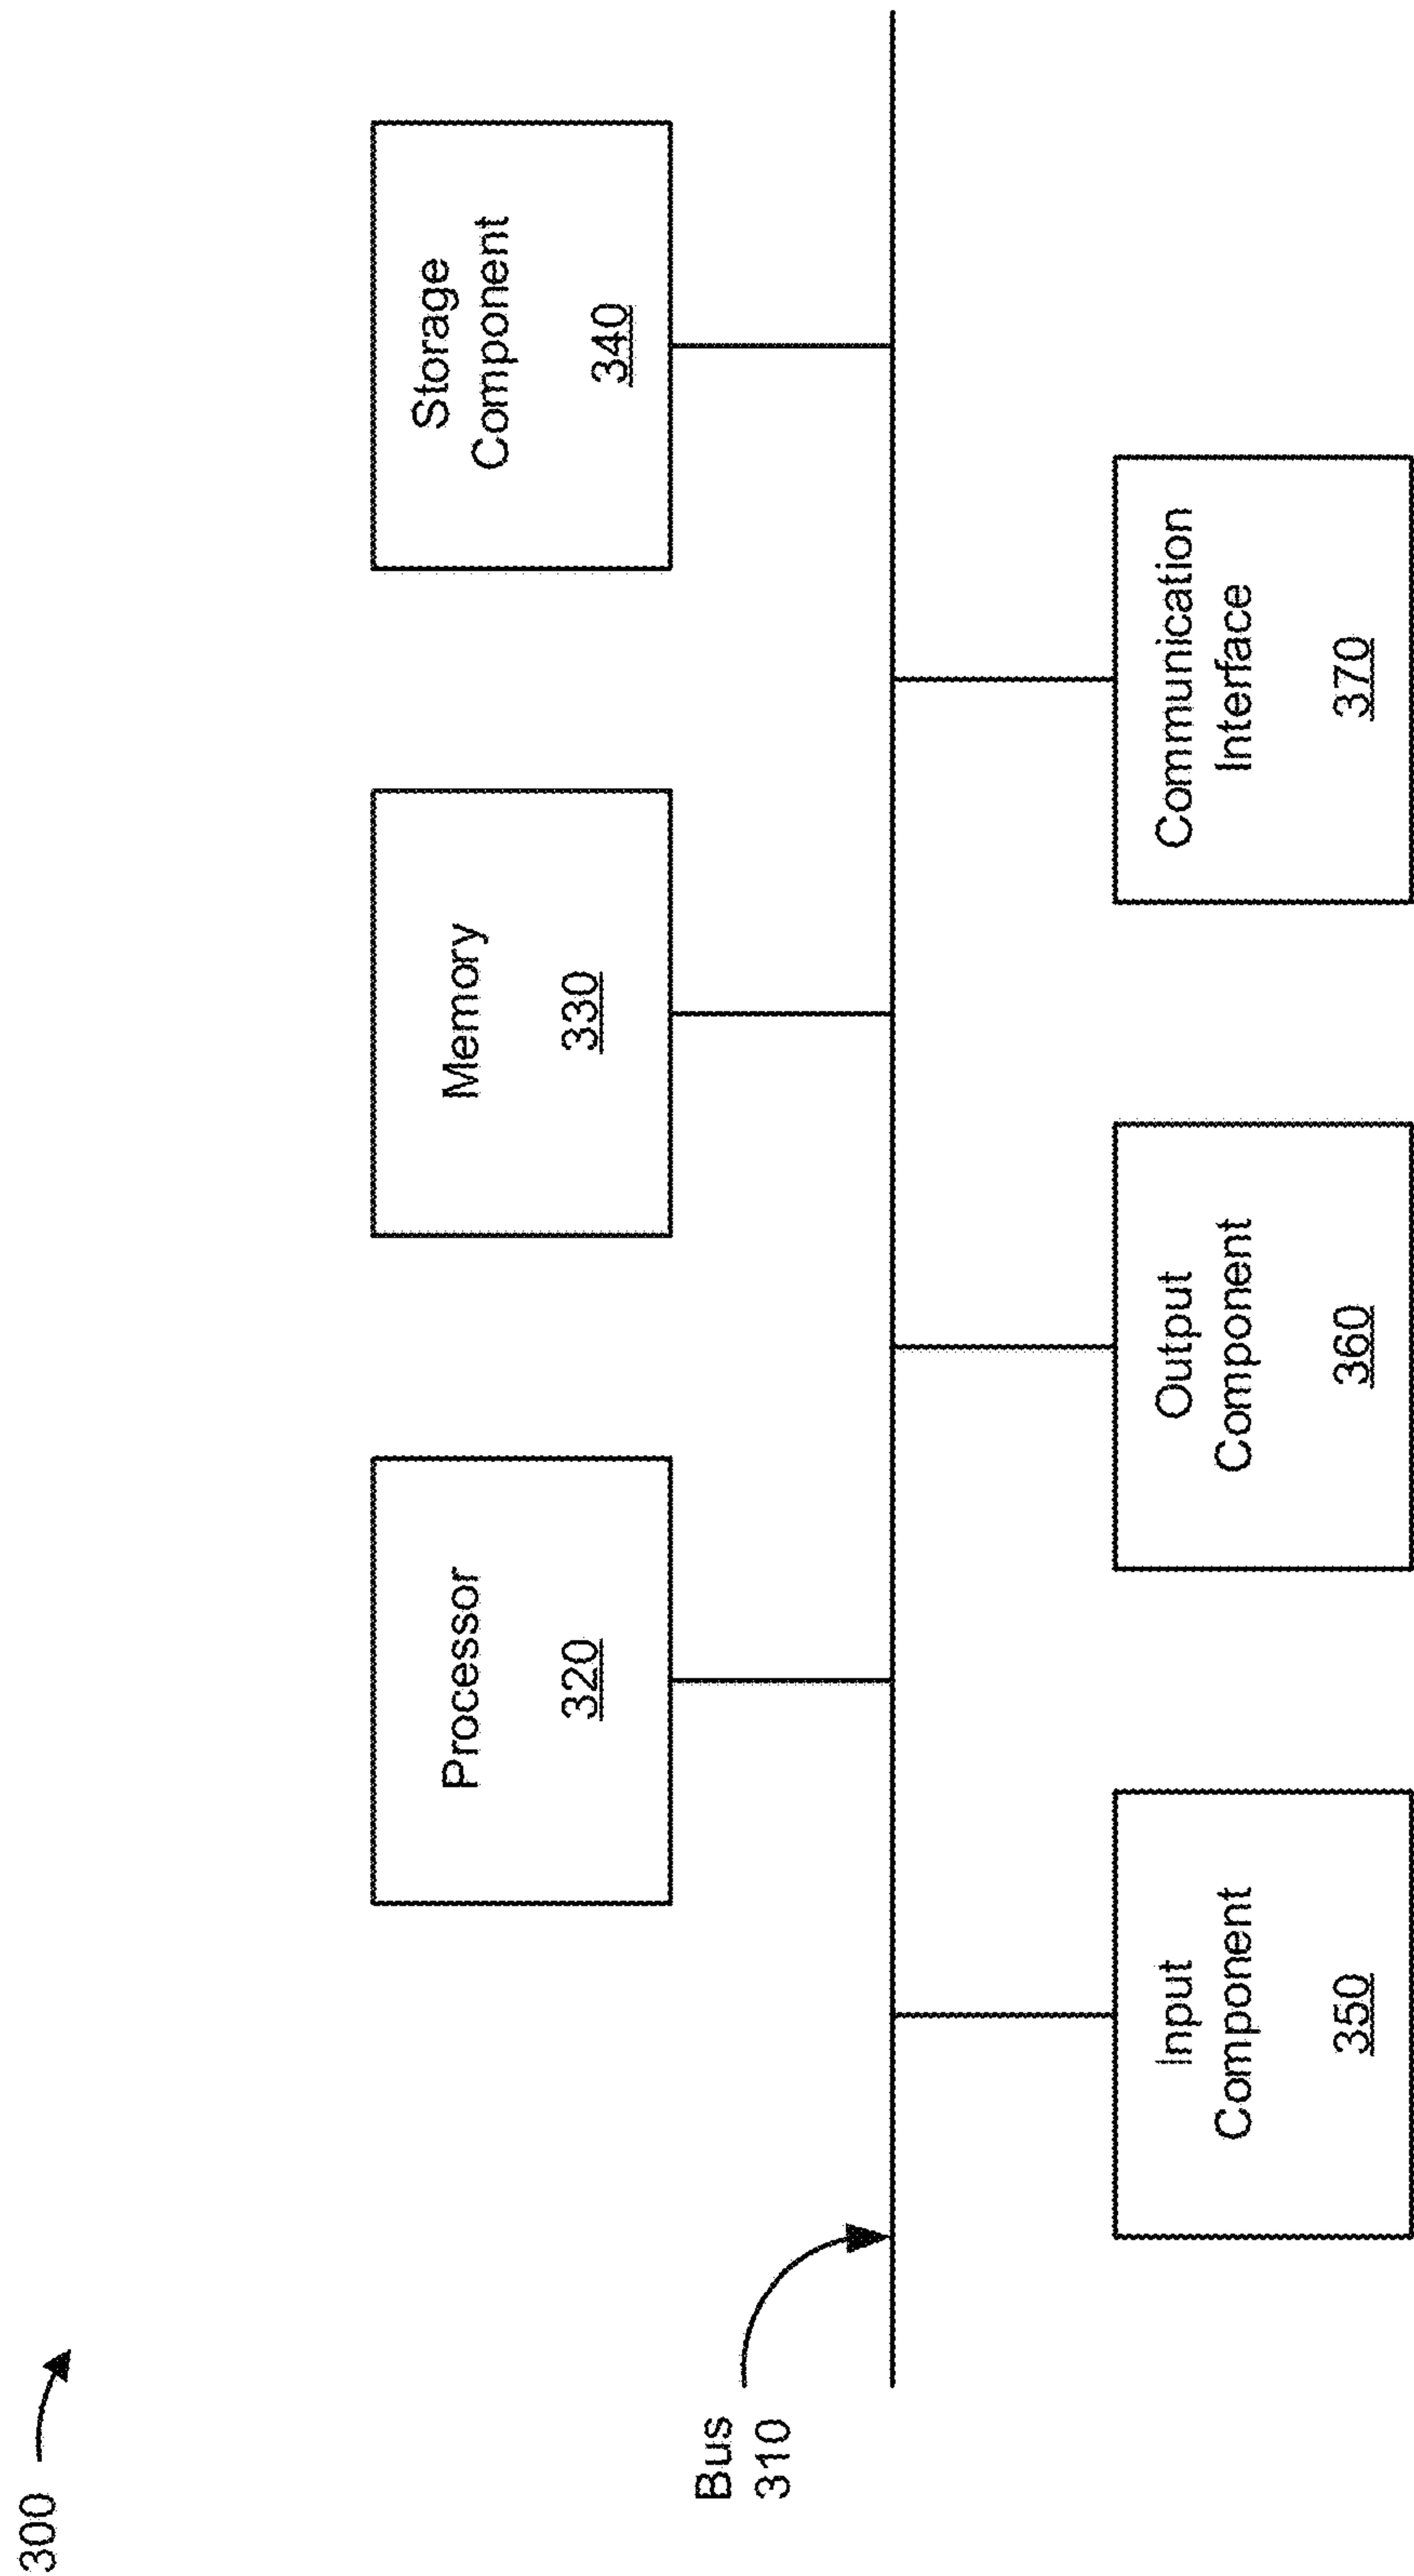 300
Processor
320
Memory
330
Storage
Component
340
Bus
310
Input
Component
350
Output
Component
360
Communication
Interface
370